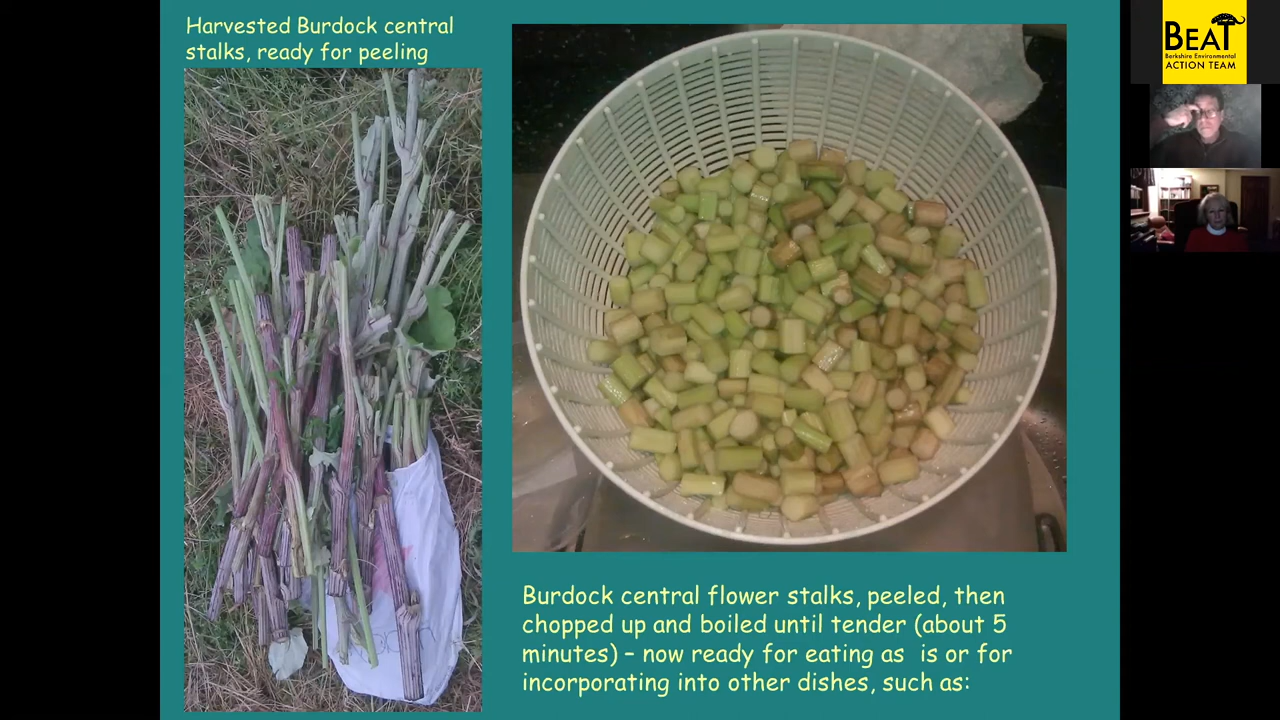 Harvested Burdock central
stalks, ready for peeling
Burdock central flower stalks, peeled, then
chopped up and boiled until tender (about 5
minutes) – now ready for eating as  is or for
incorporating into other dishes, such as:
BEAT
Berkshire Environmental
ACTION TEAM